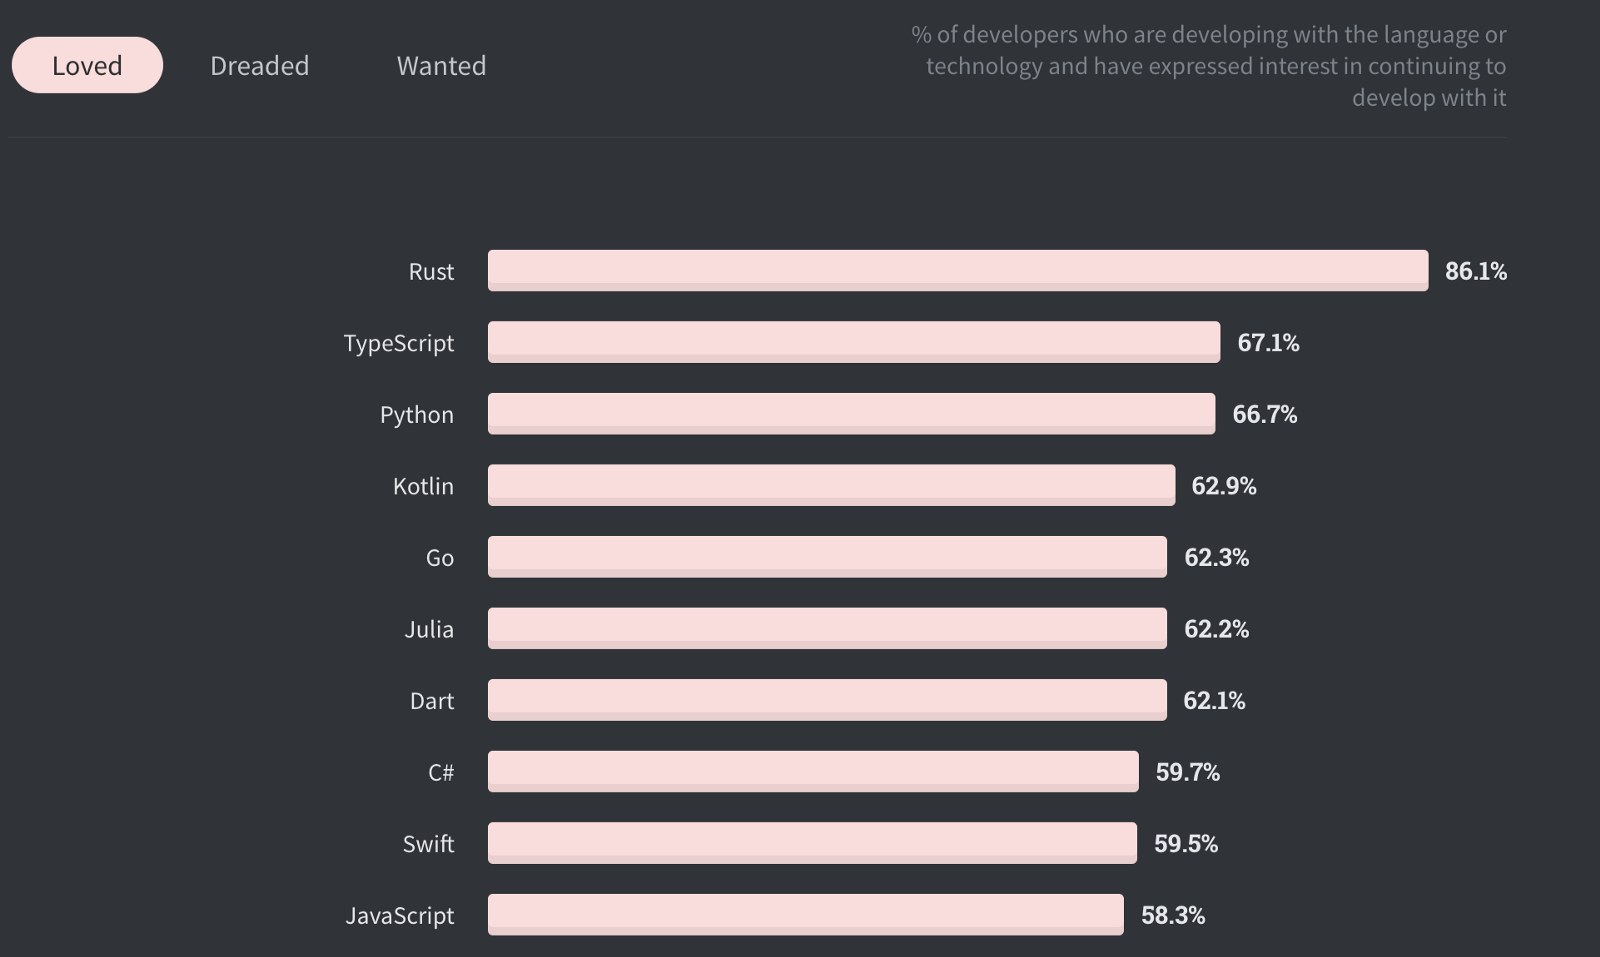 Loved Dreaded Wanted
% of developers who are developing with the language or
technology and have expressed interest in continuing to
develop with it
Rust 86.1%
TypeScript 67.1%
Python 66.7%
Kotlin 62.9%
Go 62.3%
Julia 62.2%
Dart 62.1%
C# 59.7%
Swift 59.5%
JavaScript 58.3%